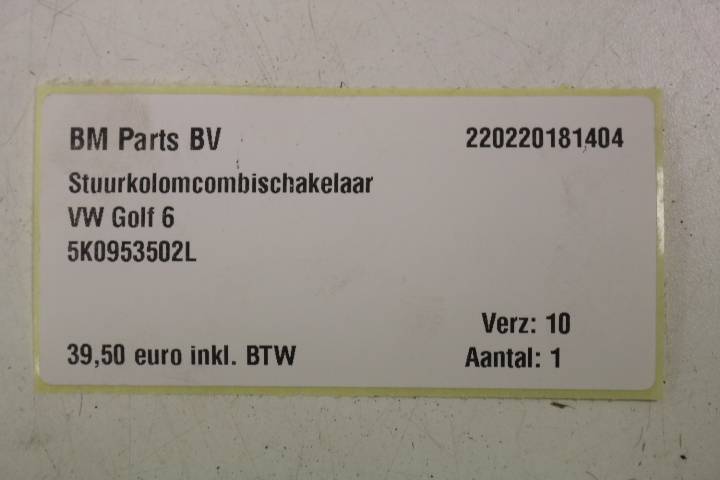 BM Parts BV 220220181404
Stuurkolomcombischakelaar
VW Golf 6
5K0953502L
Verz: 10
39,50 euro inkl. BTW Aantal: 1